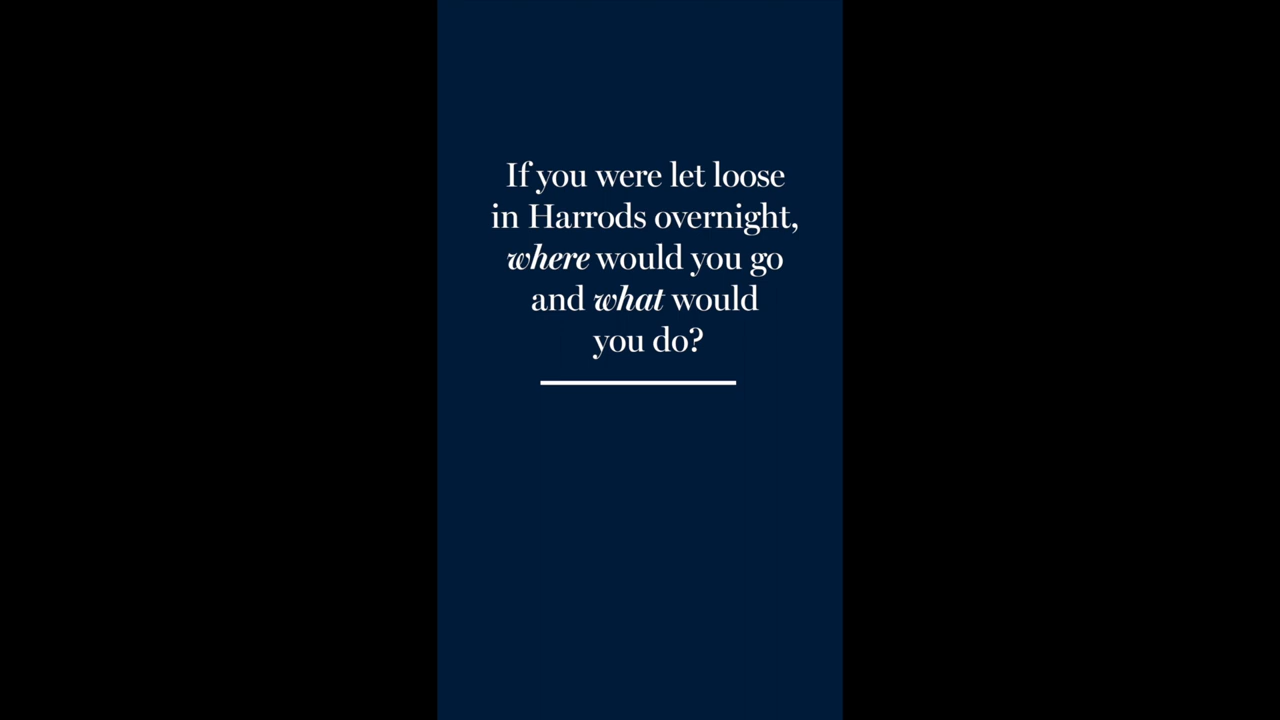 If you were let loose
in Harrods overnight,
where would you go
and what would
you do?